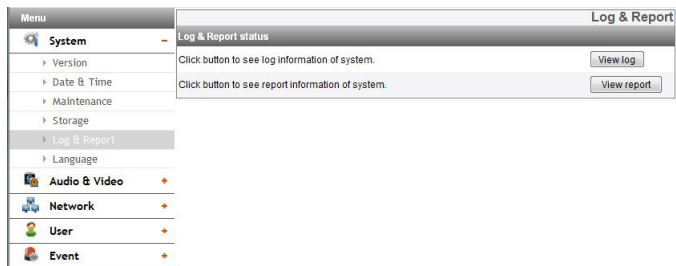 Menu
System
Version
Date & Time
Maintenance
Storage
Log & Report
Language
Audio & Video
Network
User
Event
Log & Report
Log & Report status
Click button to see log information of system.
View log
Click button to see report information of system.
View report